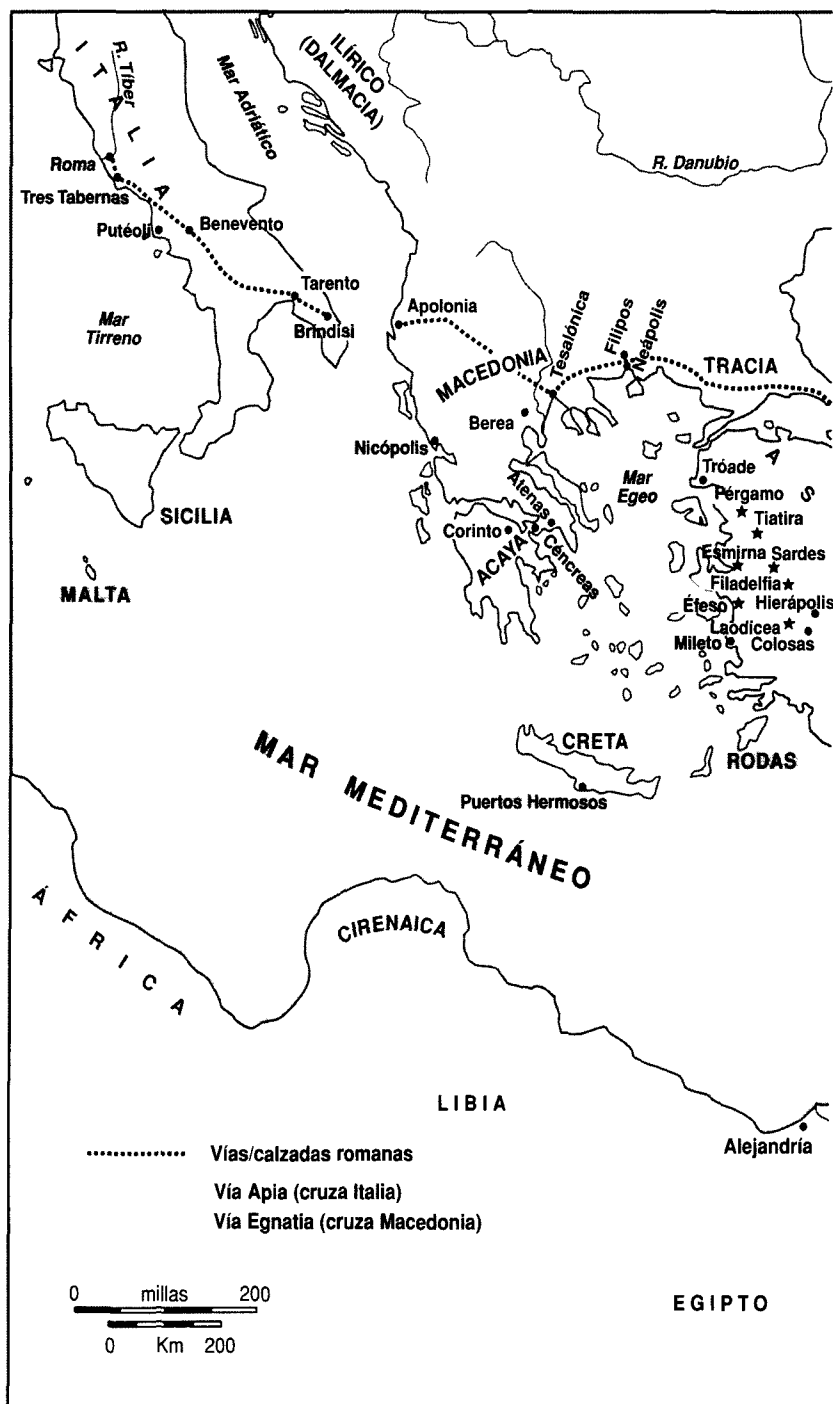 ITALIA
R. Tíber
Mar Adriático
ILÍRICO
(DALMACIA)
R. Danubio
Roma
Tres Tabernas
Putéoli
Benevento
Tarento
Brindisi
Mar
Tirreno
Apolonia
MACEDONIA
Tesalónica
Filipos
Neápolis
TRACIA
Berea
Nicópolis
Mar
Egeo
Tróade
A S
Pérgamo
Tiatira
Esmirna
Sardes
Filadelfia
Éfeso
Hierápolis
Laodicea
Mileto
Colosas
Atenas
Corinto
ACAYA
Céncreas
SICILIA
MALTA
CRETA
RODAS
Puertos Hermosos
MAR MEDITERRÁNEO
ÁFRICA
CIRENAICA
LIBIA
Alejandría
Vías/calzadas romanas
Vía Apia (cruza Italia)
Vía Egnatia (cruza Macedonia)
0 millas 200
0 Km 200
EGIPTO